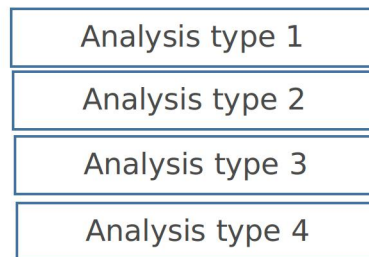 Analysis type 1
Analysis type 2
Analysis type 3
Analysis type 4